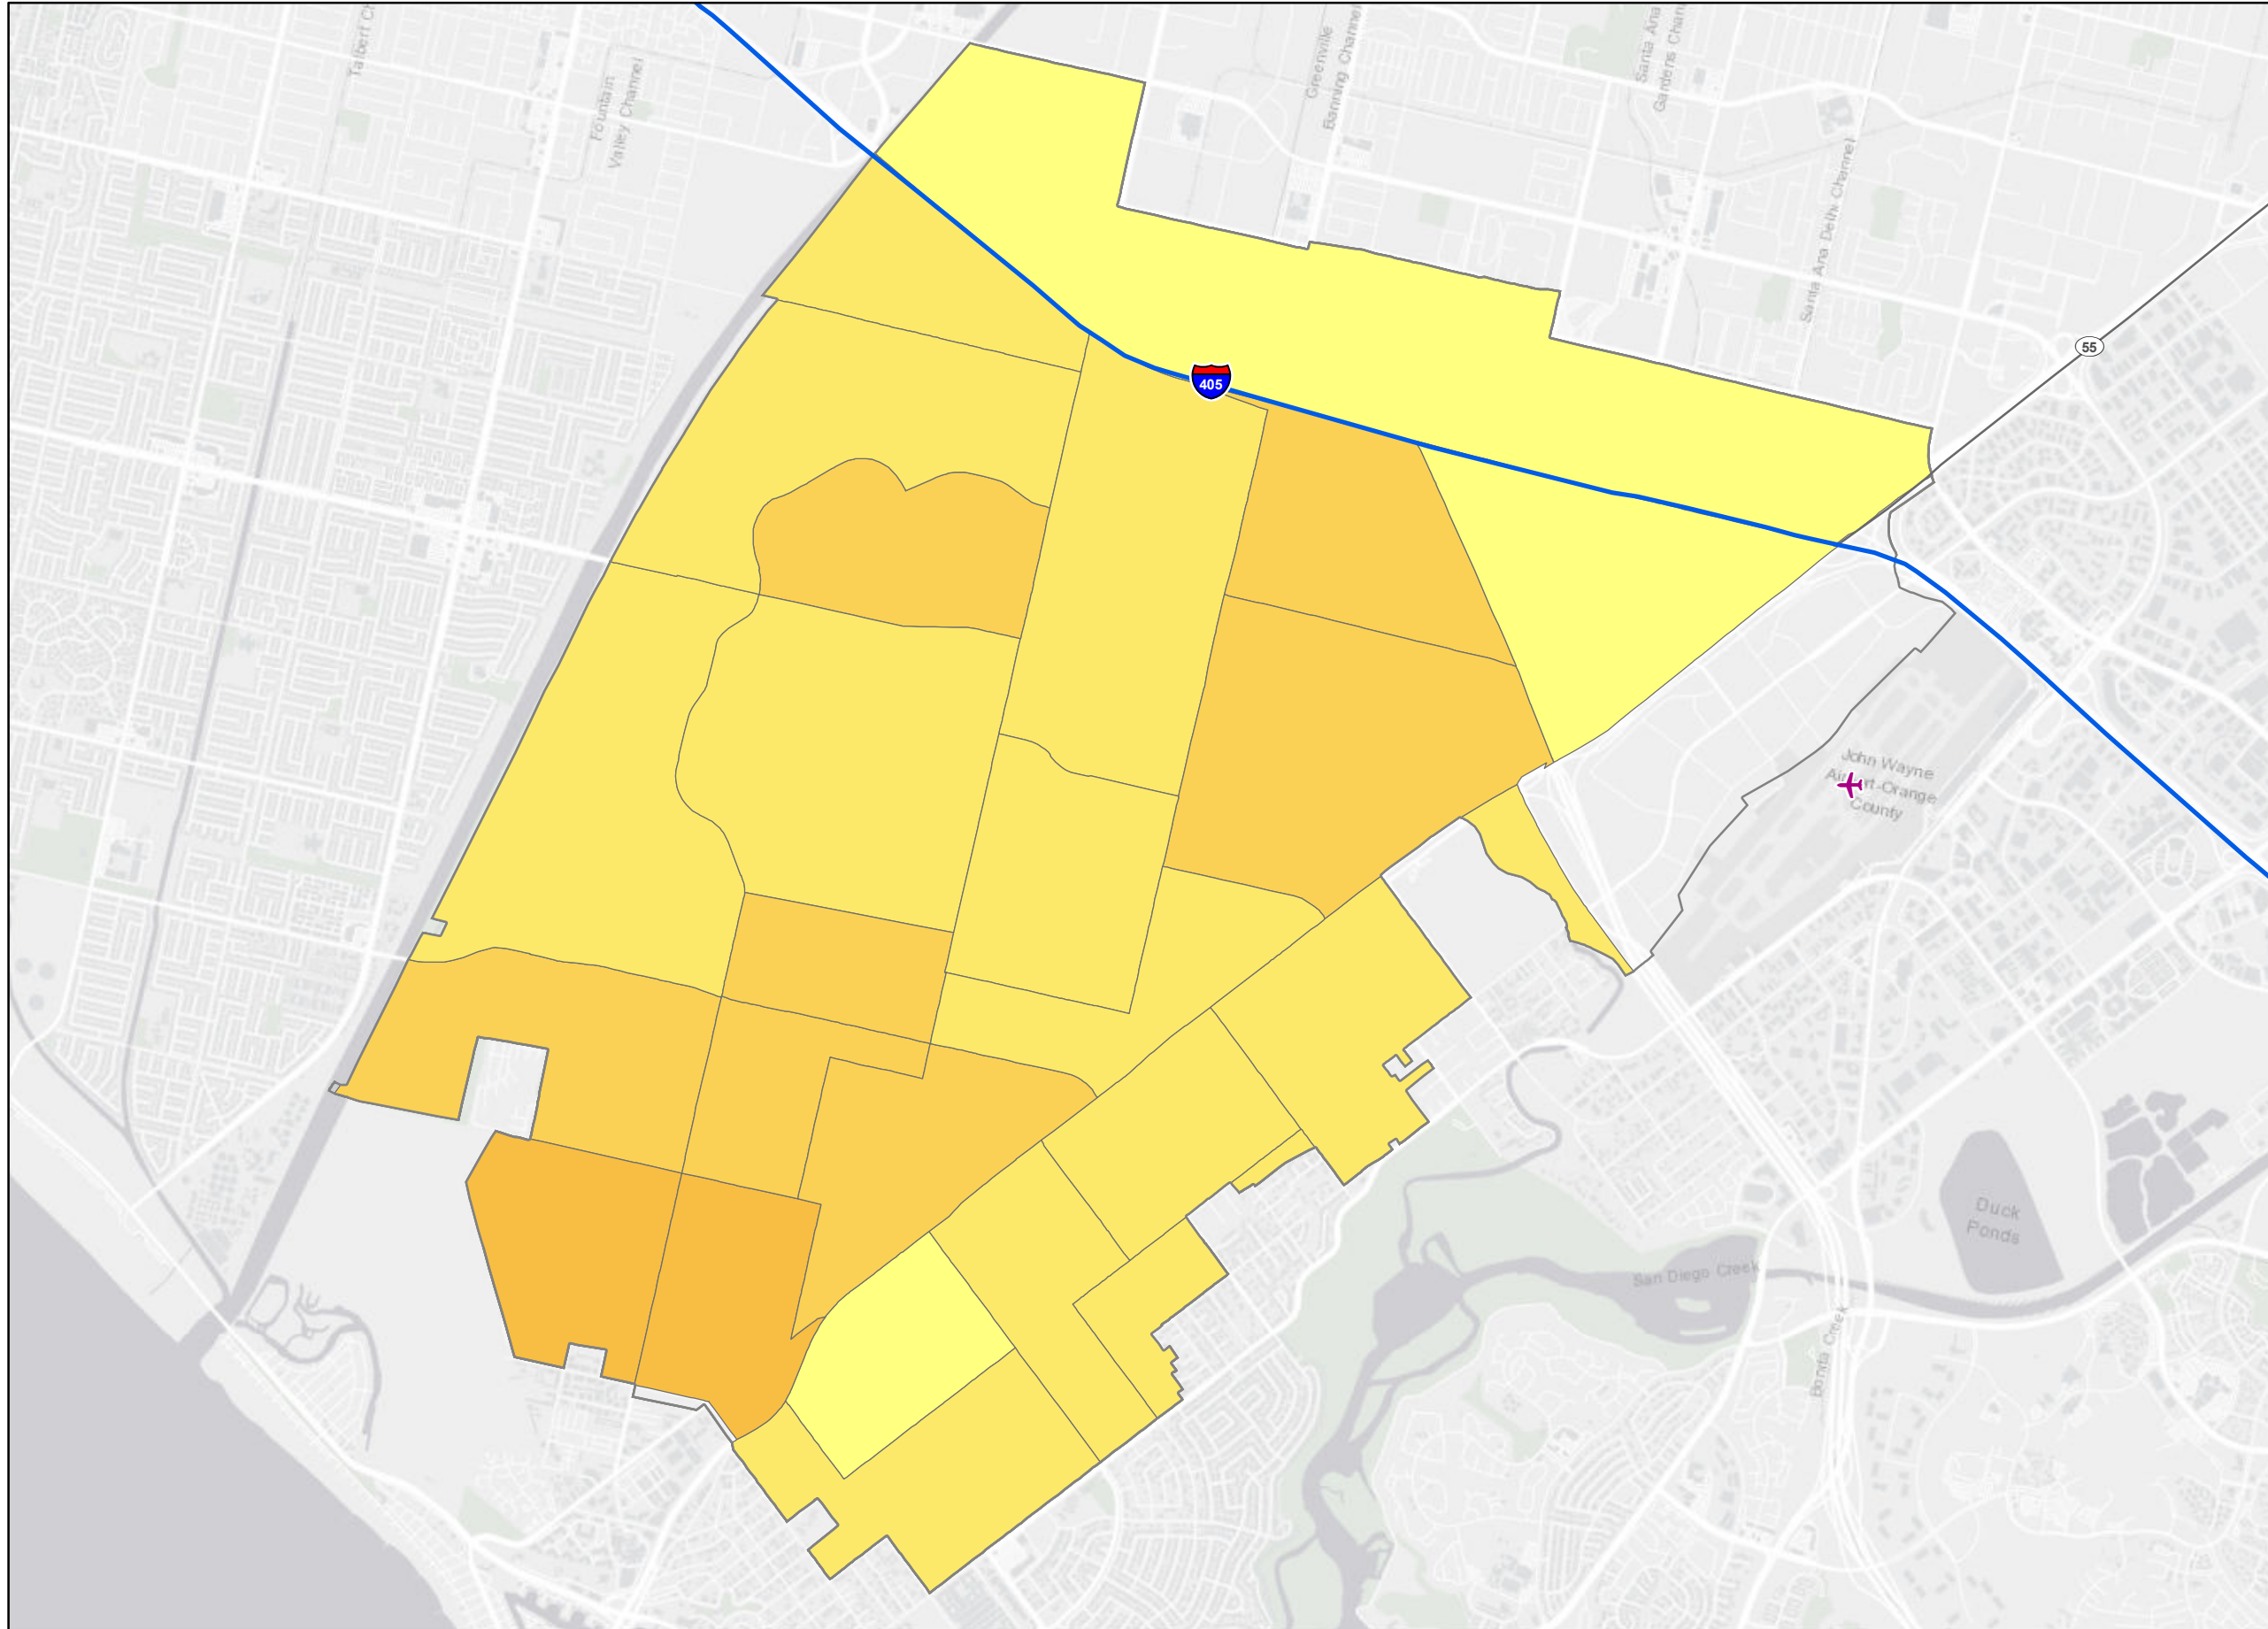 Talbert Ch
Fountain
Valley Channel
Greenville
Banning Channel
Santa Ana
Gardens Chan
Santa Ana Delhi Channel
55
405
John Wayne
Airport-Orange
County
Duck
Ponds
San Diego Creek
Bonita Creek